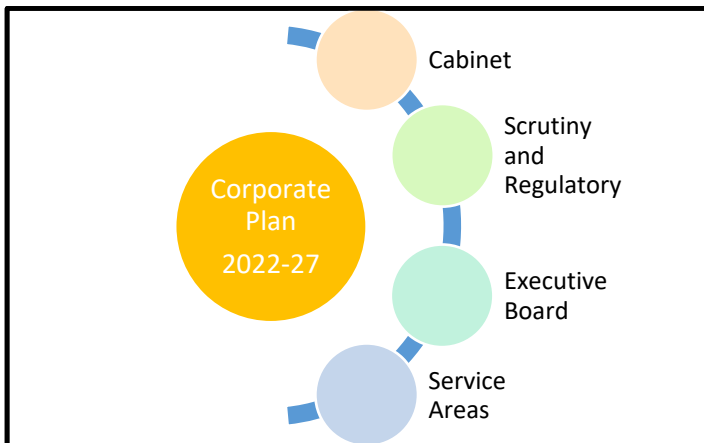 Corporate
Plan
2022-27
Cabinet
Scrutiny
and
Regulatory
Executive
Board
Service
Areas